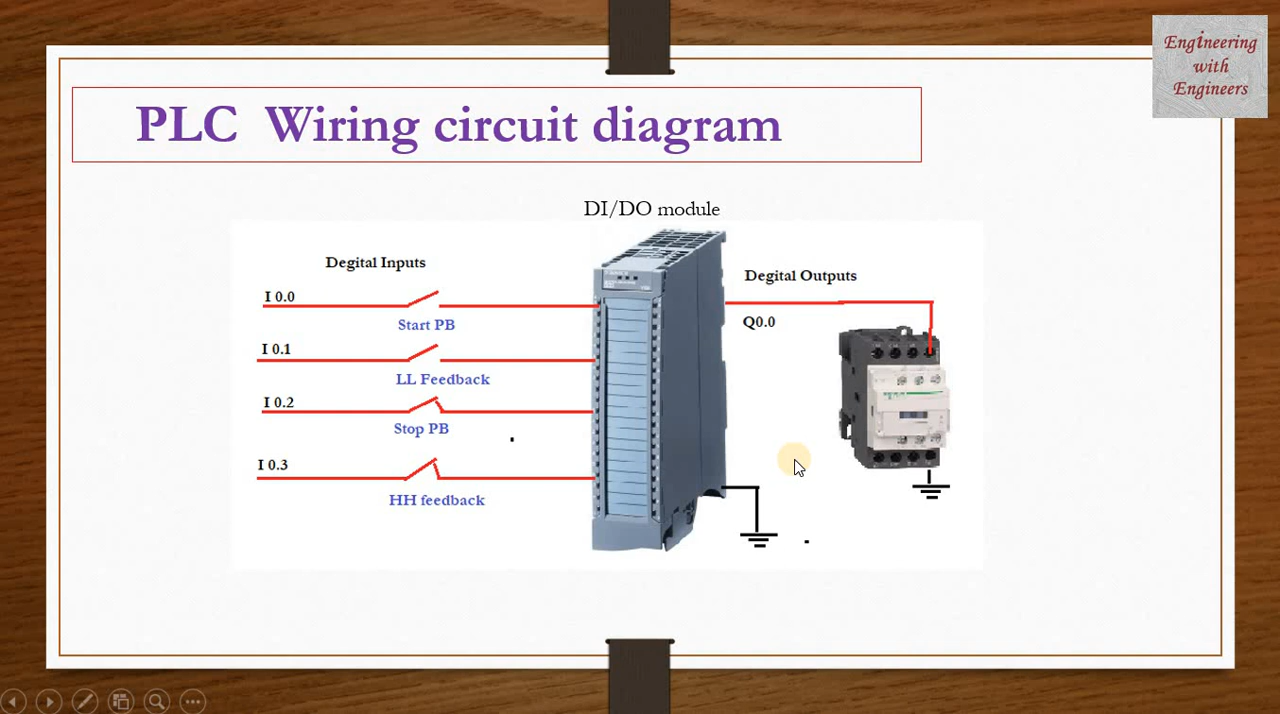 Engineering
with
Engineers
PLC Wiring circuit diagram
DI/DO module
Degital Inputs
Degital Outputs
I 0.0
Start PB
Q0.0
I 0.1
LL Feedback
I 0.2
Stop PB
I 0.3
HH feedback